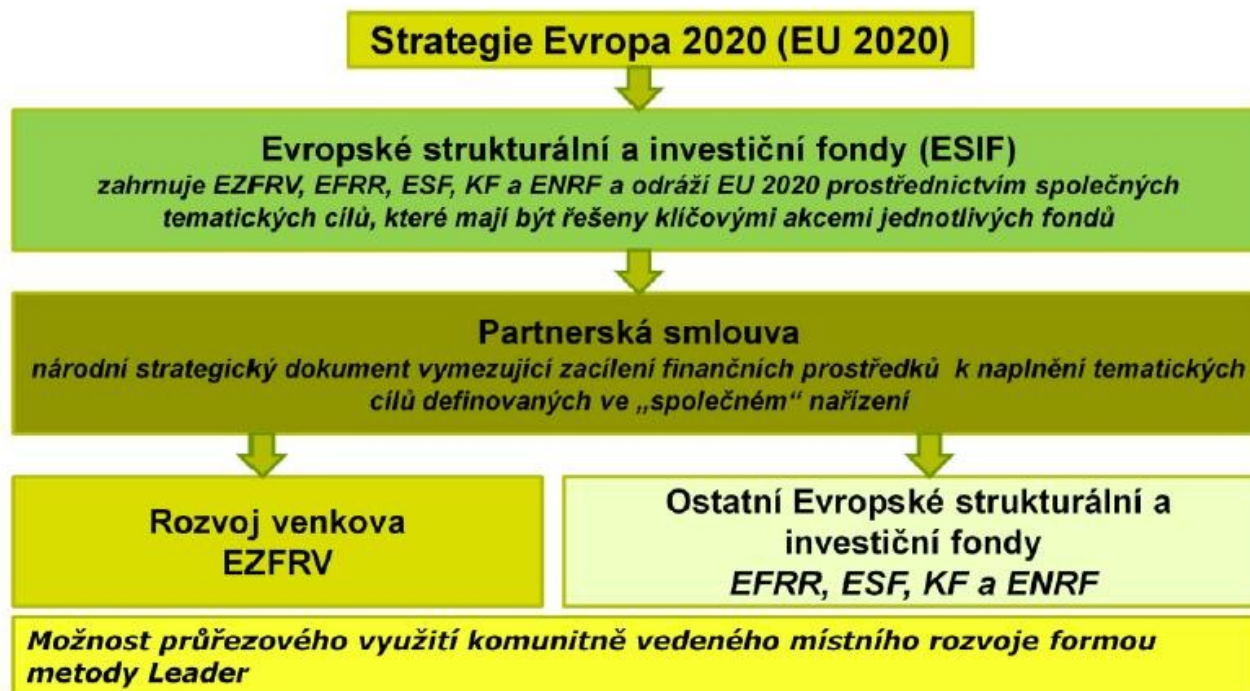 Strategie Evropa 2020 (EU 2020)
Evropské strukturální a investiční fondy (ESIF)
zahrnuje EZFRV, EFRR, ESF, KF a ENRF a odráží EU 2020 prostřednictvím společných
tematických cílů, které mají být řešeny klíčovými akcemi jednotlivých fondů
Partnerská smlouva
národní strategický dokument vymezující zacílení finančních prostředků k naplnění tematických
cílů definovaných ve „společném“ nařízení
Rozvoj venkova
EZFRV
Ostatní Evropské strukturální a
investiční fondy
EFRR, ESF, KF a ENRF
Možnost průřezového využití komunitně vedeného místního rozvoje formou
metody Leader